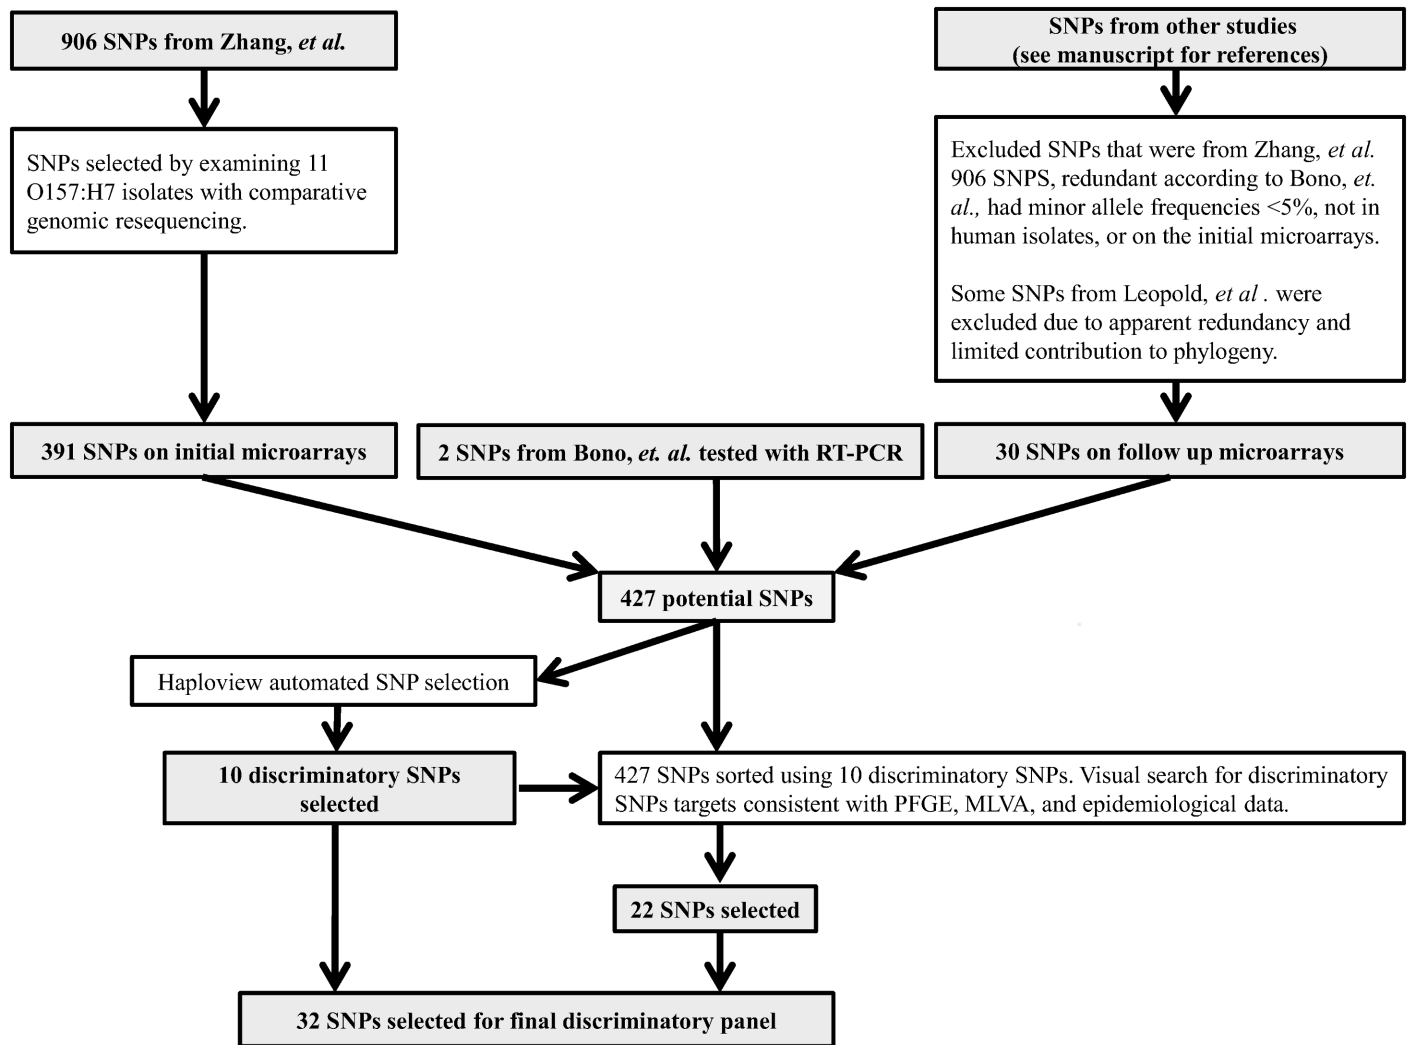 906 SNPs from Zhang, et al.
SNPs from other studies
(see manuscript for references)
SNPs selected by examining 11
O157:H7 isolates with comparative
genomic resequencing.
Excluded SNPs that were from Zhang, et al.
906 SNPS, redundant according to Bono, et.
al., had minor allele frequencies <5%, not in
human isolates, or on the initial microarrays.
Some SNPs from Leopold, et al . were
excluded due to apparent redundancy and
limited contribution to phylogeny.
391 SNPs on initial microarrays
2 SNPs from Bono, et. al. tested with RT-PCR
30 SNPs on follow up microarrays
427 potential SNPs
Haploview automated SNP selection
10 discriminatory SNPs
selected
427 SNPs sorted using 10 discriminatory SNPs. Visual search for discriminatory
SNPs targets consistent with PFGE, MLVA, and epidemiological data.
22 SNPs selected
32 SNPs selected for final discriminatory panel